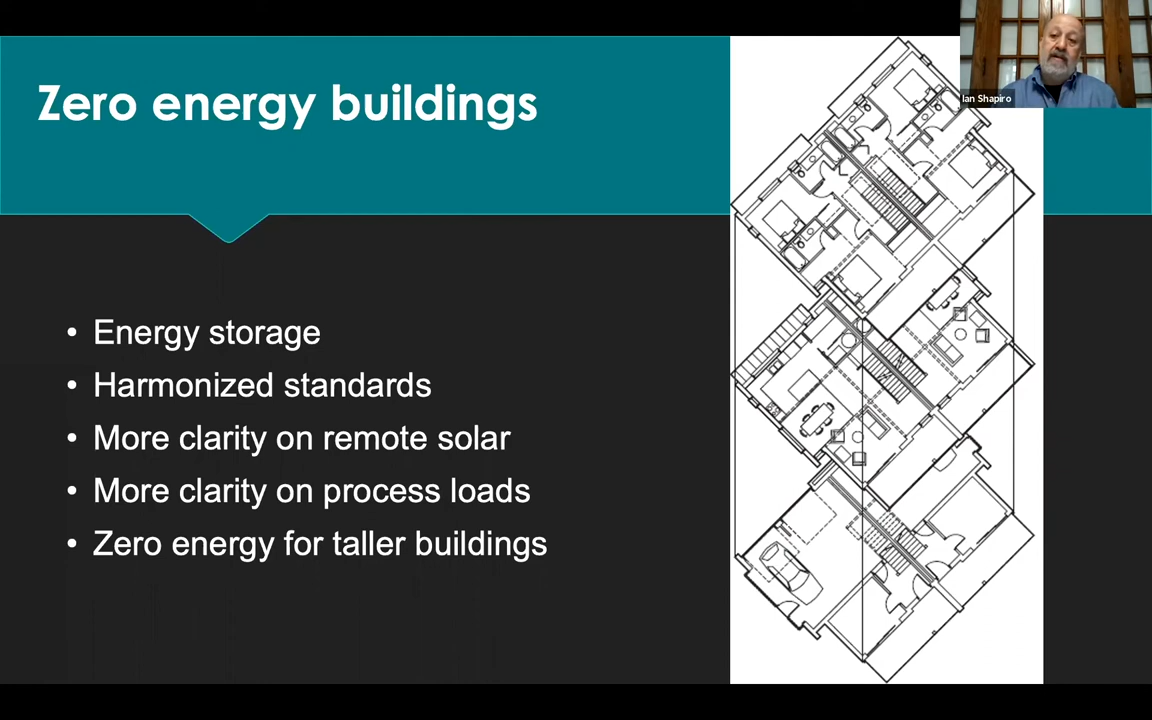 Zero energy buildings
Ian Shapiro
• Energy storage
• Harmonized standards
• More clarity on remote solar
• More clarity on process loads
• Zero energy for taller buildings